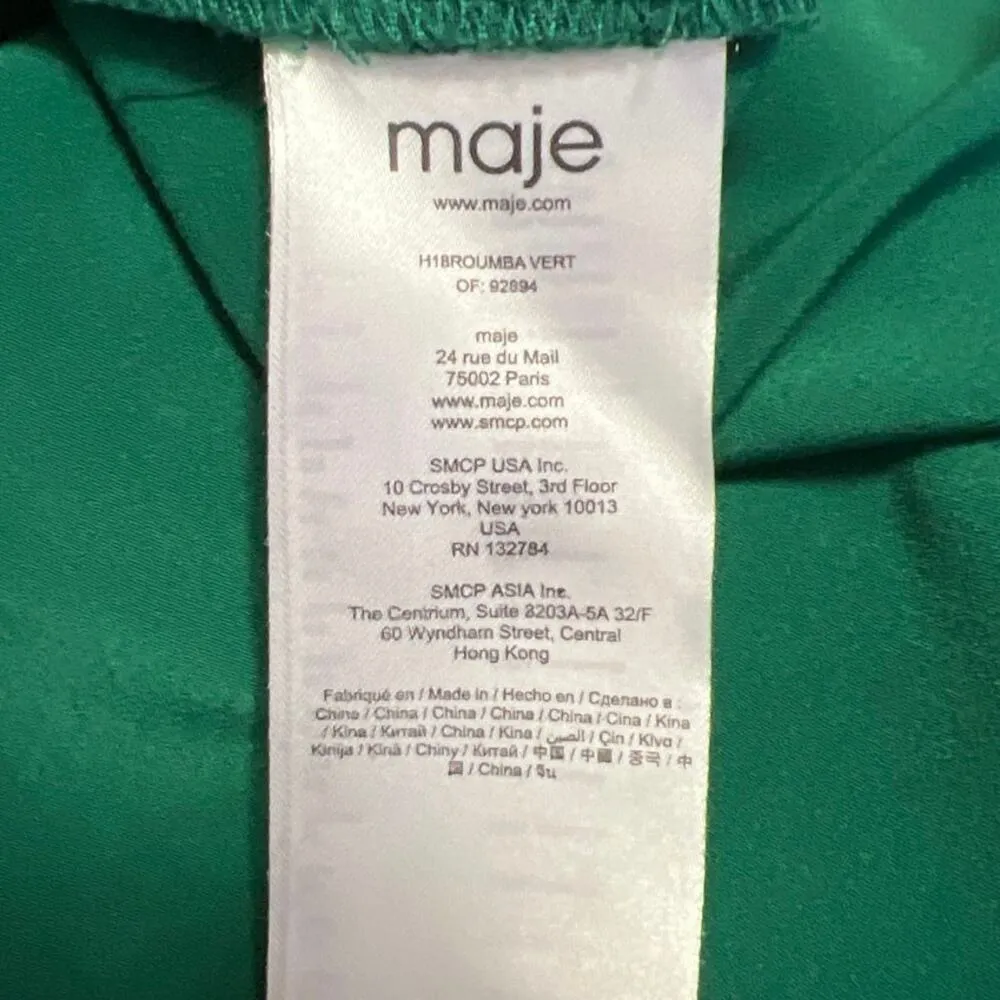 maje
www.maje.com
H18ROUMBA VERT
OF: 92894
maje
24 rue du Mail
75002 Paris
www.maje.com
www.smcp.com
SMCP USA Inc.
10 Crosby Street, 3rd Floor
New York, New york 10013
USA
RN 132784
SMCP ASIA Inc.
The Centrium, Suite 3203A-5A 32/F
60 Wyndham Street, Central
Hong Kong
Fabriqué en / Made in / Hecho en / Сделано в :
Chine / China / China / China / China / Cina / Kina
/ Kina / Китай / China / Kina / الصين / Çin / Kīva /
Kinija / Kina / Chiny / Китай / 中国 / 中國 / 중국 / 中
国 / China / จีน